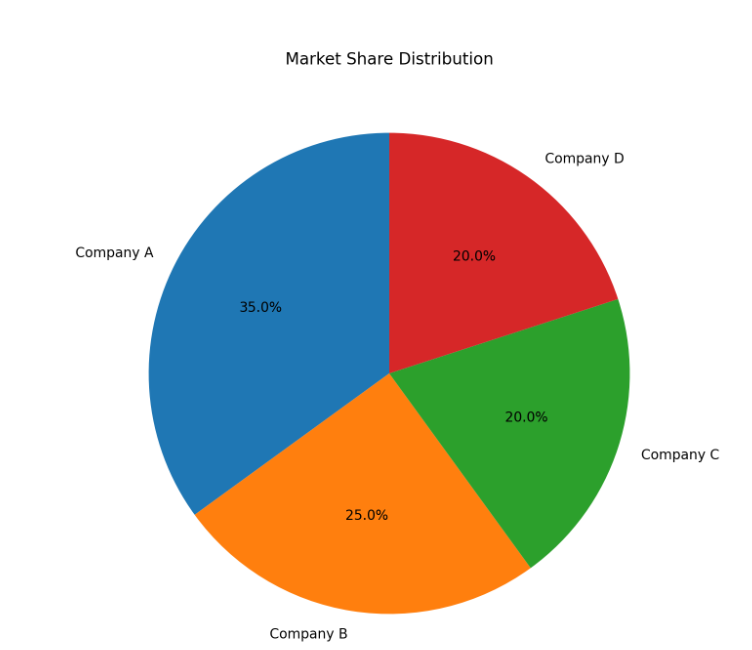 Market Share Distribution
Company D
Company A
20.0%
35.0%
20.0%
Company C
25.0%
Company B